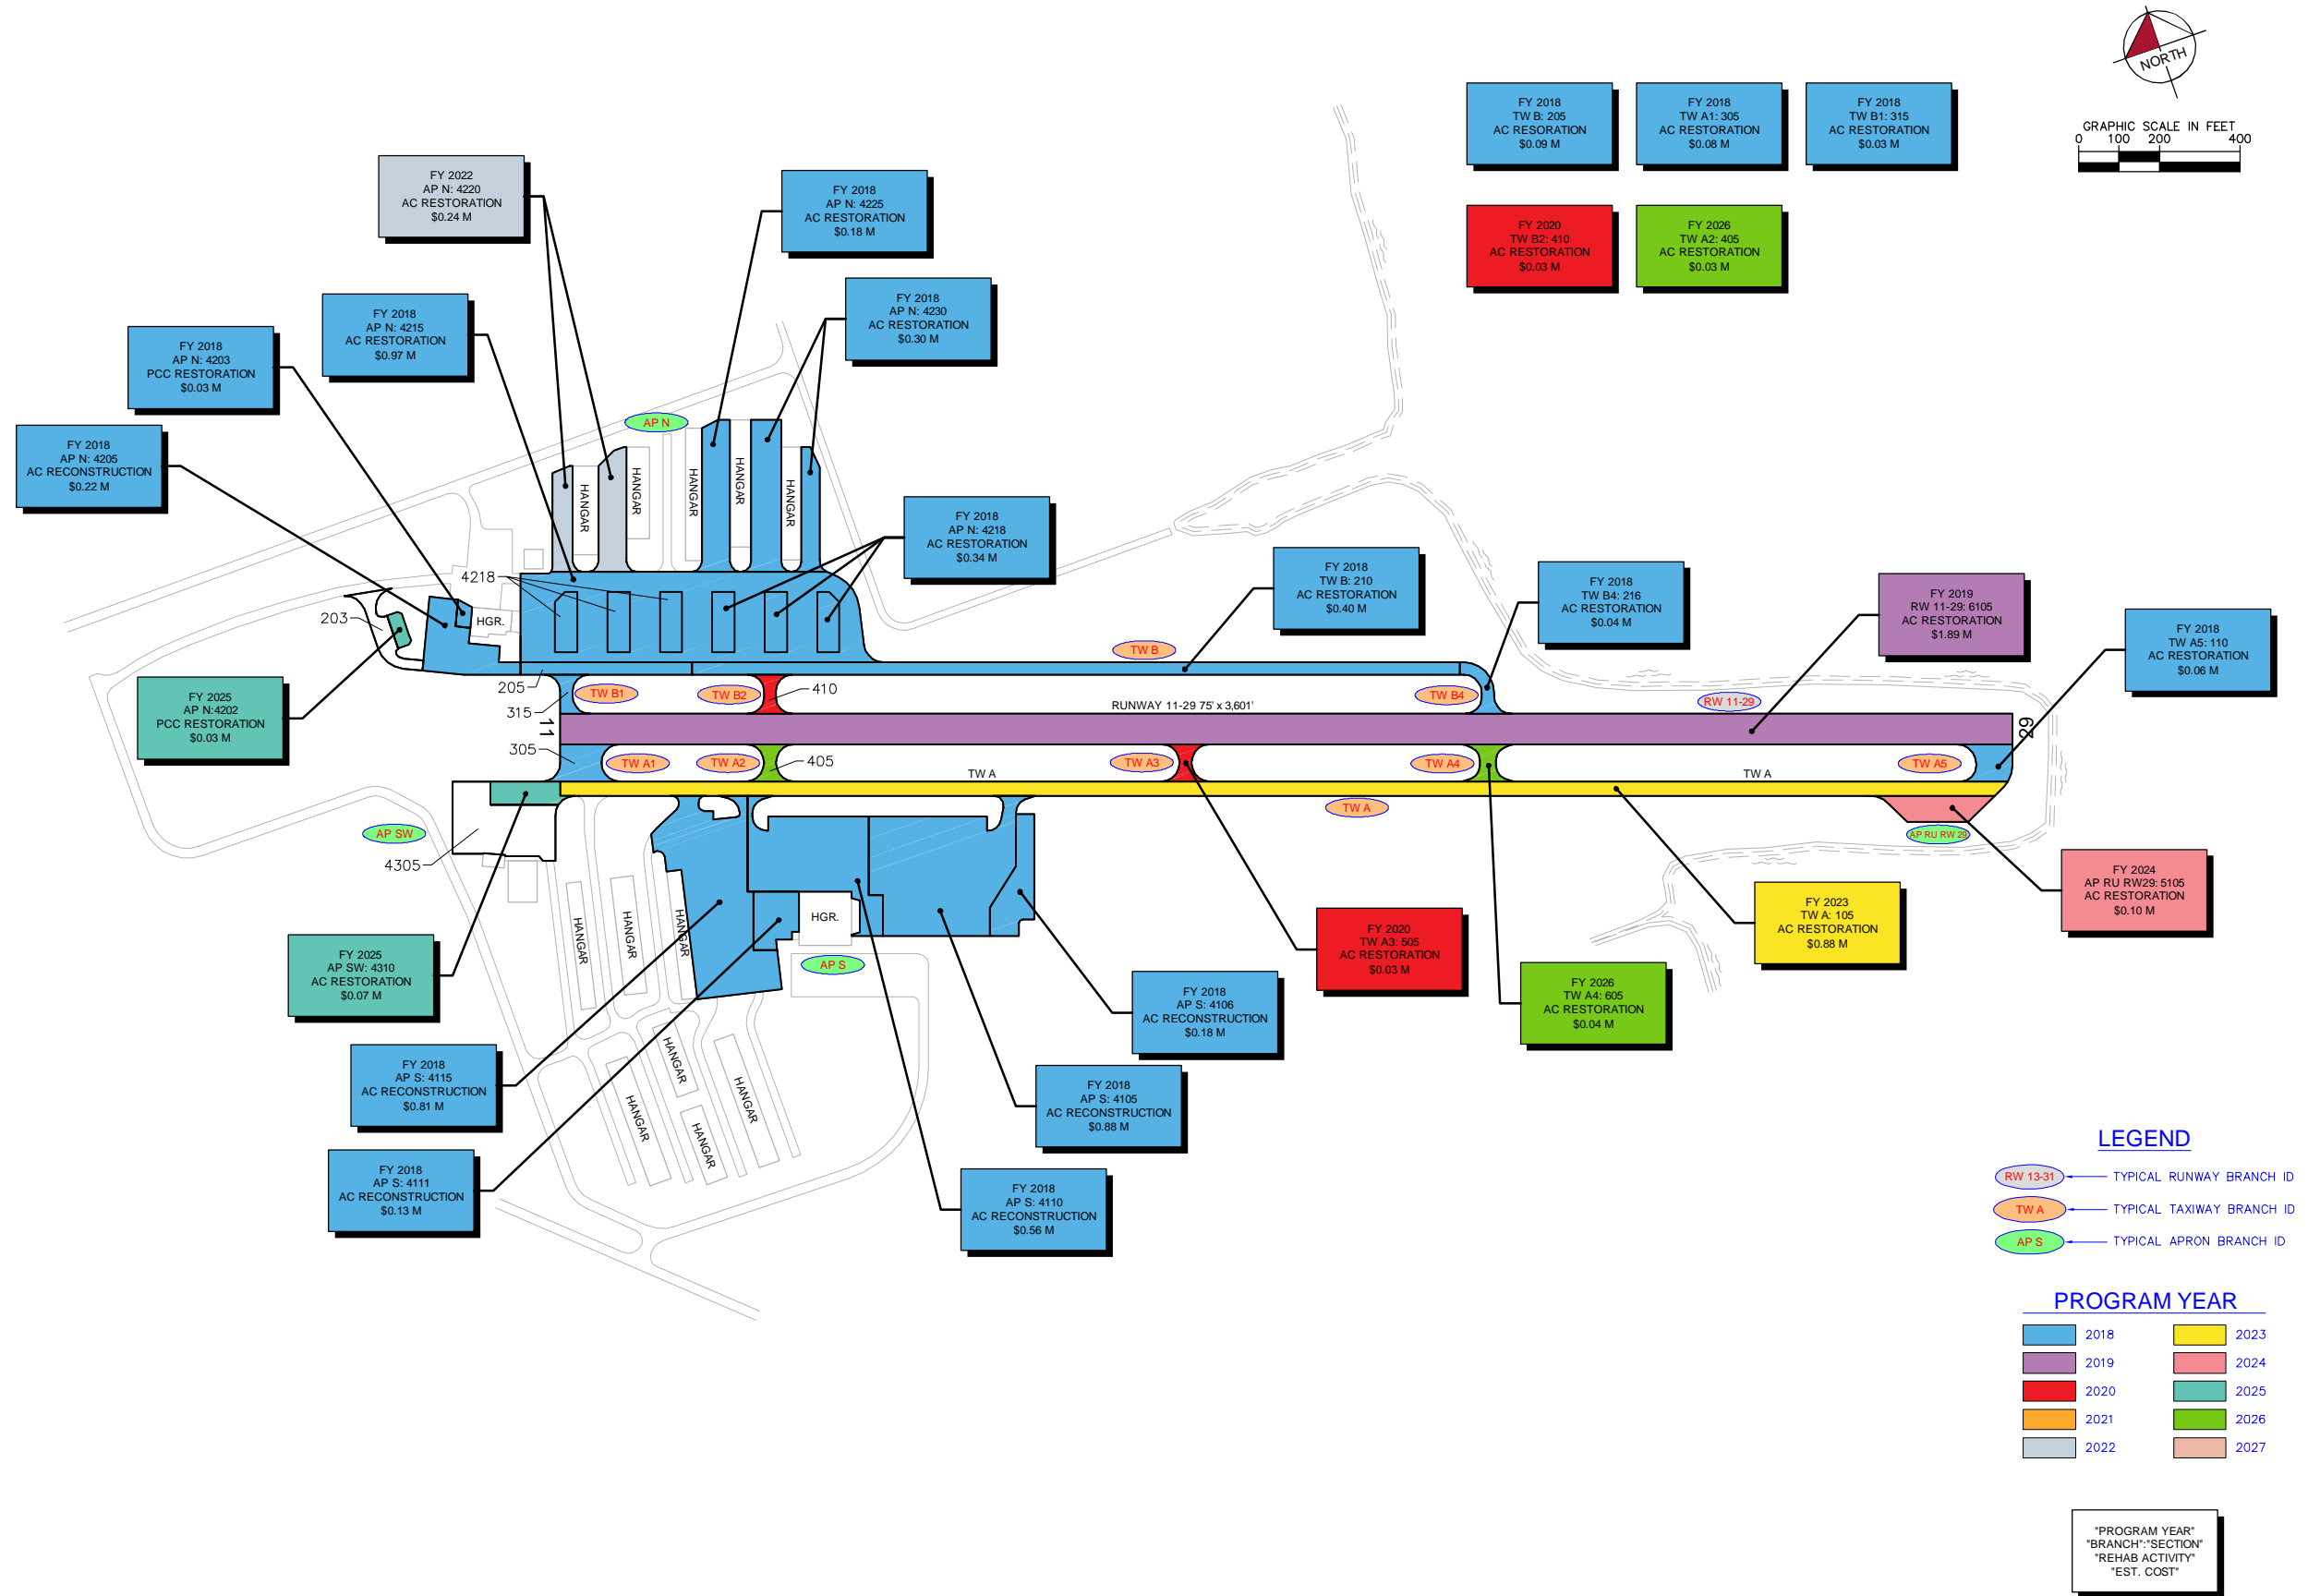 NORTH
GRAPHIC SCALE IN FEET
0 100 200 400
FY 2018
TW B: 205
AC RESORATION
$0.09 M
FY 2018
TW A1: 305
AC RESTORATION
$0.08 M
FY 2018
TW B1: 315
AC RESTORATION
$0.03 M
FY 2020
TW B2: 410
AC RESTORATION
$0.03 M
FY 2026
TW A2: 405
AC RESTORATION
$0.03 M
FY 2022
AP N: 4220
AC RESTORATION
$0.24 M
FY 2018
AP N: 4225
AC RESTORATION
$0.18 M
FY 2018
AP N: 4215
AC RESTORATION
$0.97 M
FY 2018
AP N: 4230
AC RESTORATION
$0.30 M
FY 2018
AP N: 4203
PCC RESTORATION
$0.03 M
FY 2018
AP N: 4205
AC RECONSTRUCTION
$0.22 M
AP N
HANGAR
HANGAR
HANGAR
HANGAR
HANGAR
FY 2018
AP N: 4218
AC RESTORATION
$0.34 M
FY 2018
TW B: 210
AC RESTORATION
$0.40 M
FY 2018
TW B4: 216
AC RESTORATION
$0.04 M
FY 2019
RW 11-29: 6105
AC RESTORATION
$1.89 M
FY 2018
TW A5: 110
AC RESTORATION
$0.06 M
4218
203
HGR.
TW B
FY 2025
AP N:4202
PCC RESTORATION
$0.03 M
205
TW B1
TW B2
410
TW B4
RW 11-29
315
RUNWAY 11-29 75' x 3,601'
11
29
305
TW A1
TW A2
405
TW A3
TW A4
TW A5
TW A
TW A
TW A
AP SW
4305
AP RU RW 29
FY 2024
AP RU RW29: 5105
AC RESTORATION
$0.10 M
FY 2023
TW A: 105
AC RESTORATION
$0.88 M
HANGAR
HANGAR
HANGAR
HGR.
AP S
FY 2020
TW A3: 505
AC RESTORATION
$0.03 M
FY 2025
AP SW: 4310
AC RESTORATION
$0.07 M
FY 2026
TW A4: 605
AC RESTORATION
$0.04 M
FY 2018
AP S: 4106
AC RECONSTRUCTION
$0.18 M
FY 2018
AP S: 4115
AC RECONSTRUCTION
$0.81 M
FY 2018
AP S: 4105
AC RECONSTRUCTION
$0.88 M
HANGAR
HANGAR
HANGAR
HANGAR
FY 2018
AP S: 4111
AC RECONSTRUCTION
$0.13 M
FY 2018
AP S: 4110
AC RECONSTRUCTION
$0.56 M
LEGEND
RW 13-31 TYPICAL RUNWAY BRANCH ID
TW A TYPICAL TAXIWAY BRANCH ID
AP S TYPICAL APRON BRANCH ID
PROGRAM YEAR
2018 2023
2019 2024
2020 2025
2021 2026
2022 2027
"PROGRAM YEAR"
"BRANCH":"SECTION"
"REHAB ACTIVITY"
"EST. COST"